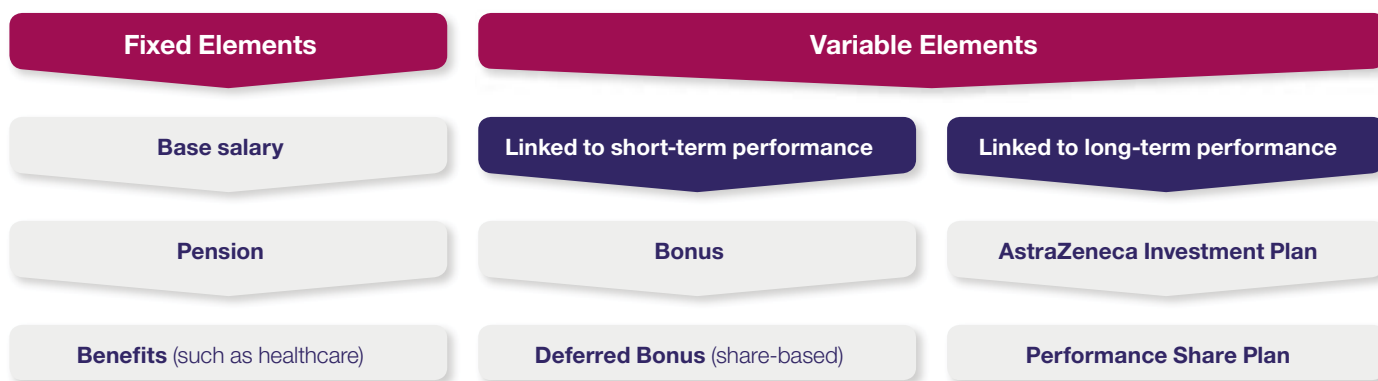 Fixed Elements
Variable Elements
Base salary
Linked to short-term performance
Linked to long-term performance
Pension
Bonus
AstraZeneca Investment Plan
Benefits (such as healthcare)
Deferred Bonus (share-based)
Performance Share Plan